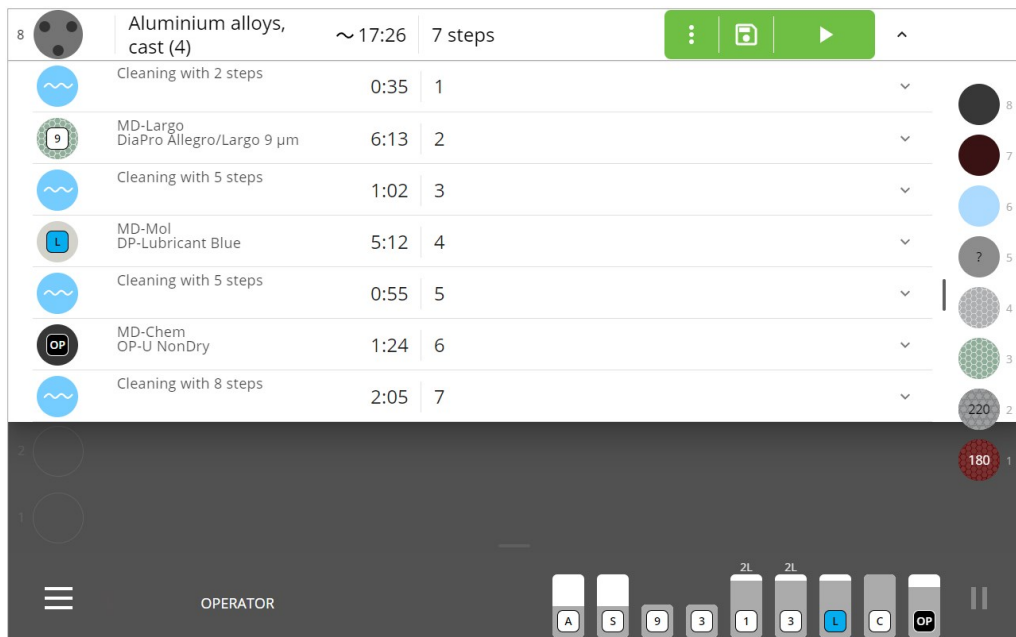 8 Aluminium alloys, cast (4) ~ 17:26 7 steps
Cleaning with 2 steps 0:35 1
9 MD-Largo
DiaPro Allegro/Largo 9 µm 6:13 2
Cleaning with 5 steps 1:02 3
L MD-Mol
DP-Lubricant Blue 5:12 4
Cleaning with 5 steps 0:55 5
OP MD-Chem
OP-U NonDry 1:24 6
Cleaning with 8 steps 2:05 7
8
7
6
? 5
4
3
220 2
180 1
2
1
OPERATOR
2L 2L
A S 9 3 1 3 L C OP